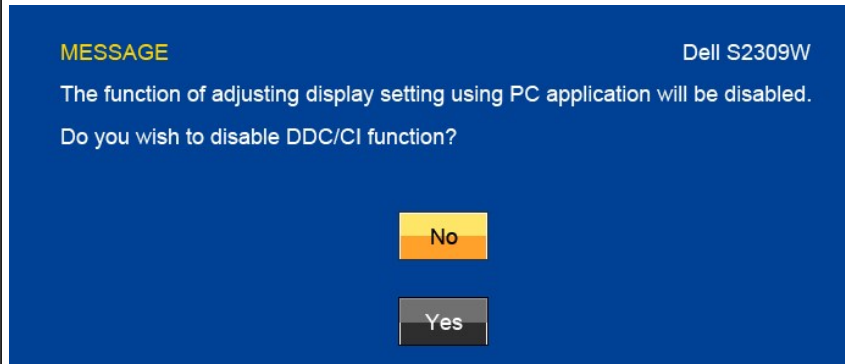 MESSAGE Dell S2309W
The function of adjusting display setting using PC application will be disabled.
Do you wish to disable DDC/CI function?
No
Yes